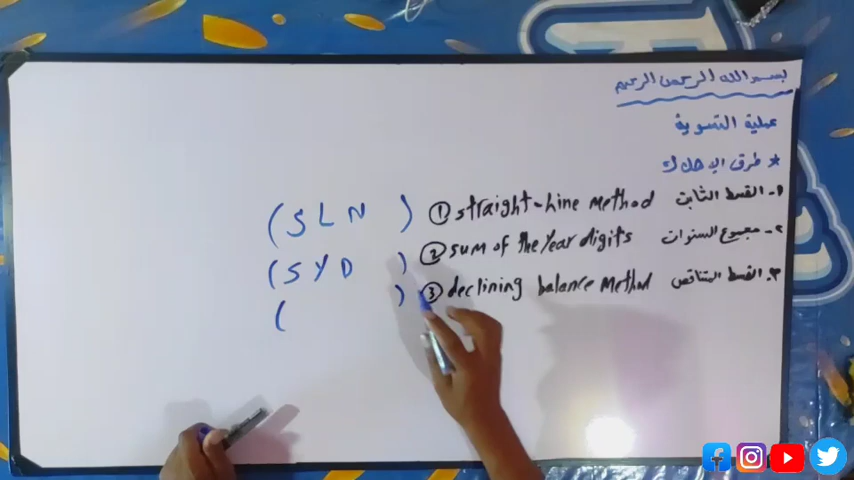 بسم الله الرحمن الرحيم
عملية التسوية
* طرق الإهلاك
١- القسط الثابت ① straight-Line Method (SLN)
٢- مجموع السنوات ② sum of the year digits (SYD)
٣- القسط المتناقص ③ declining balance Method ( )